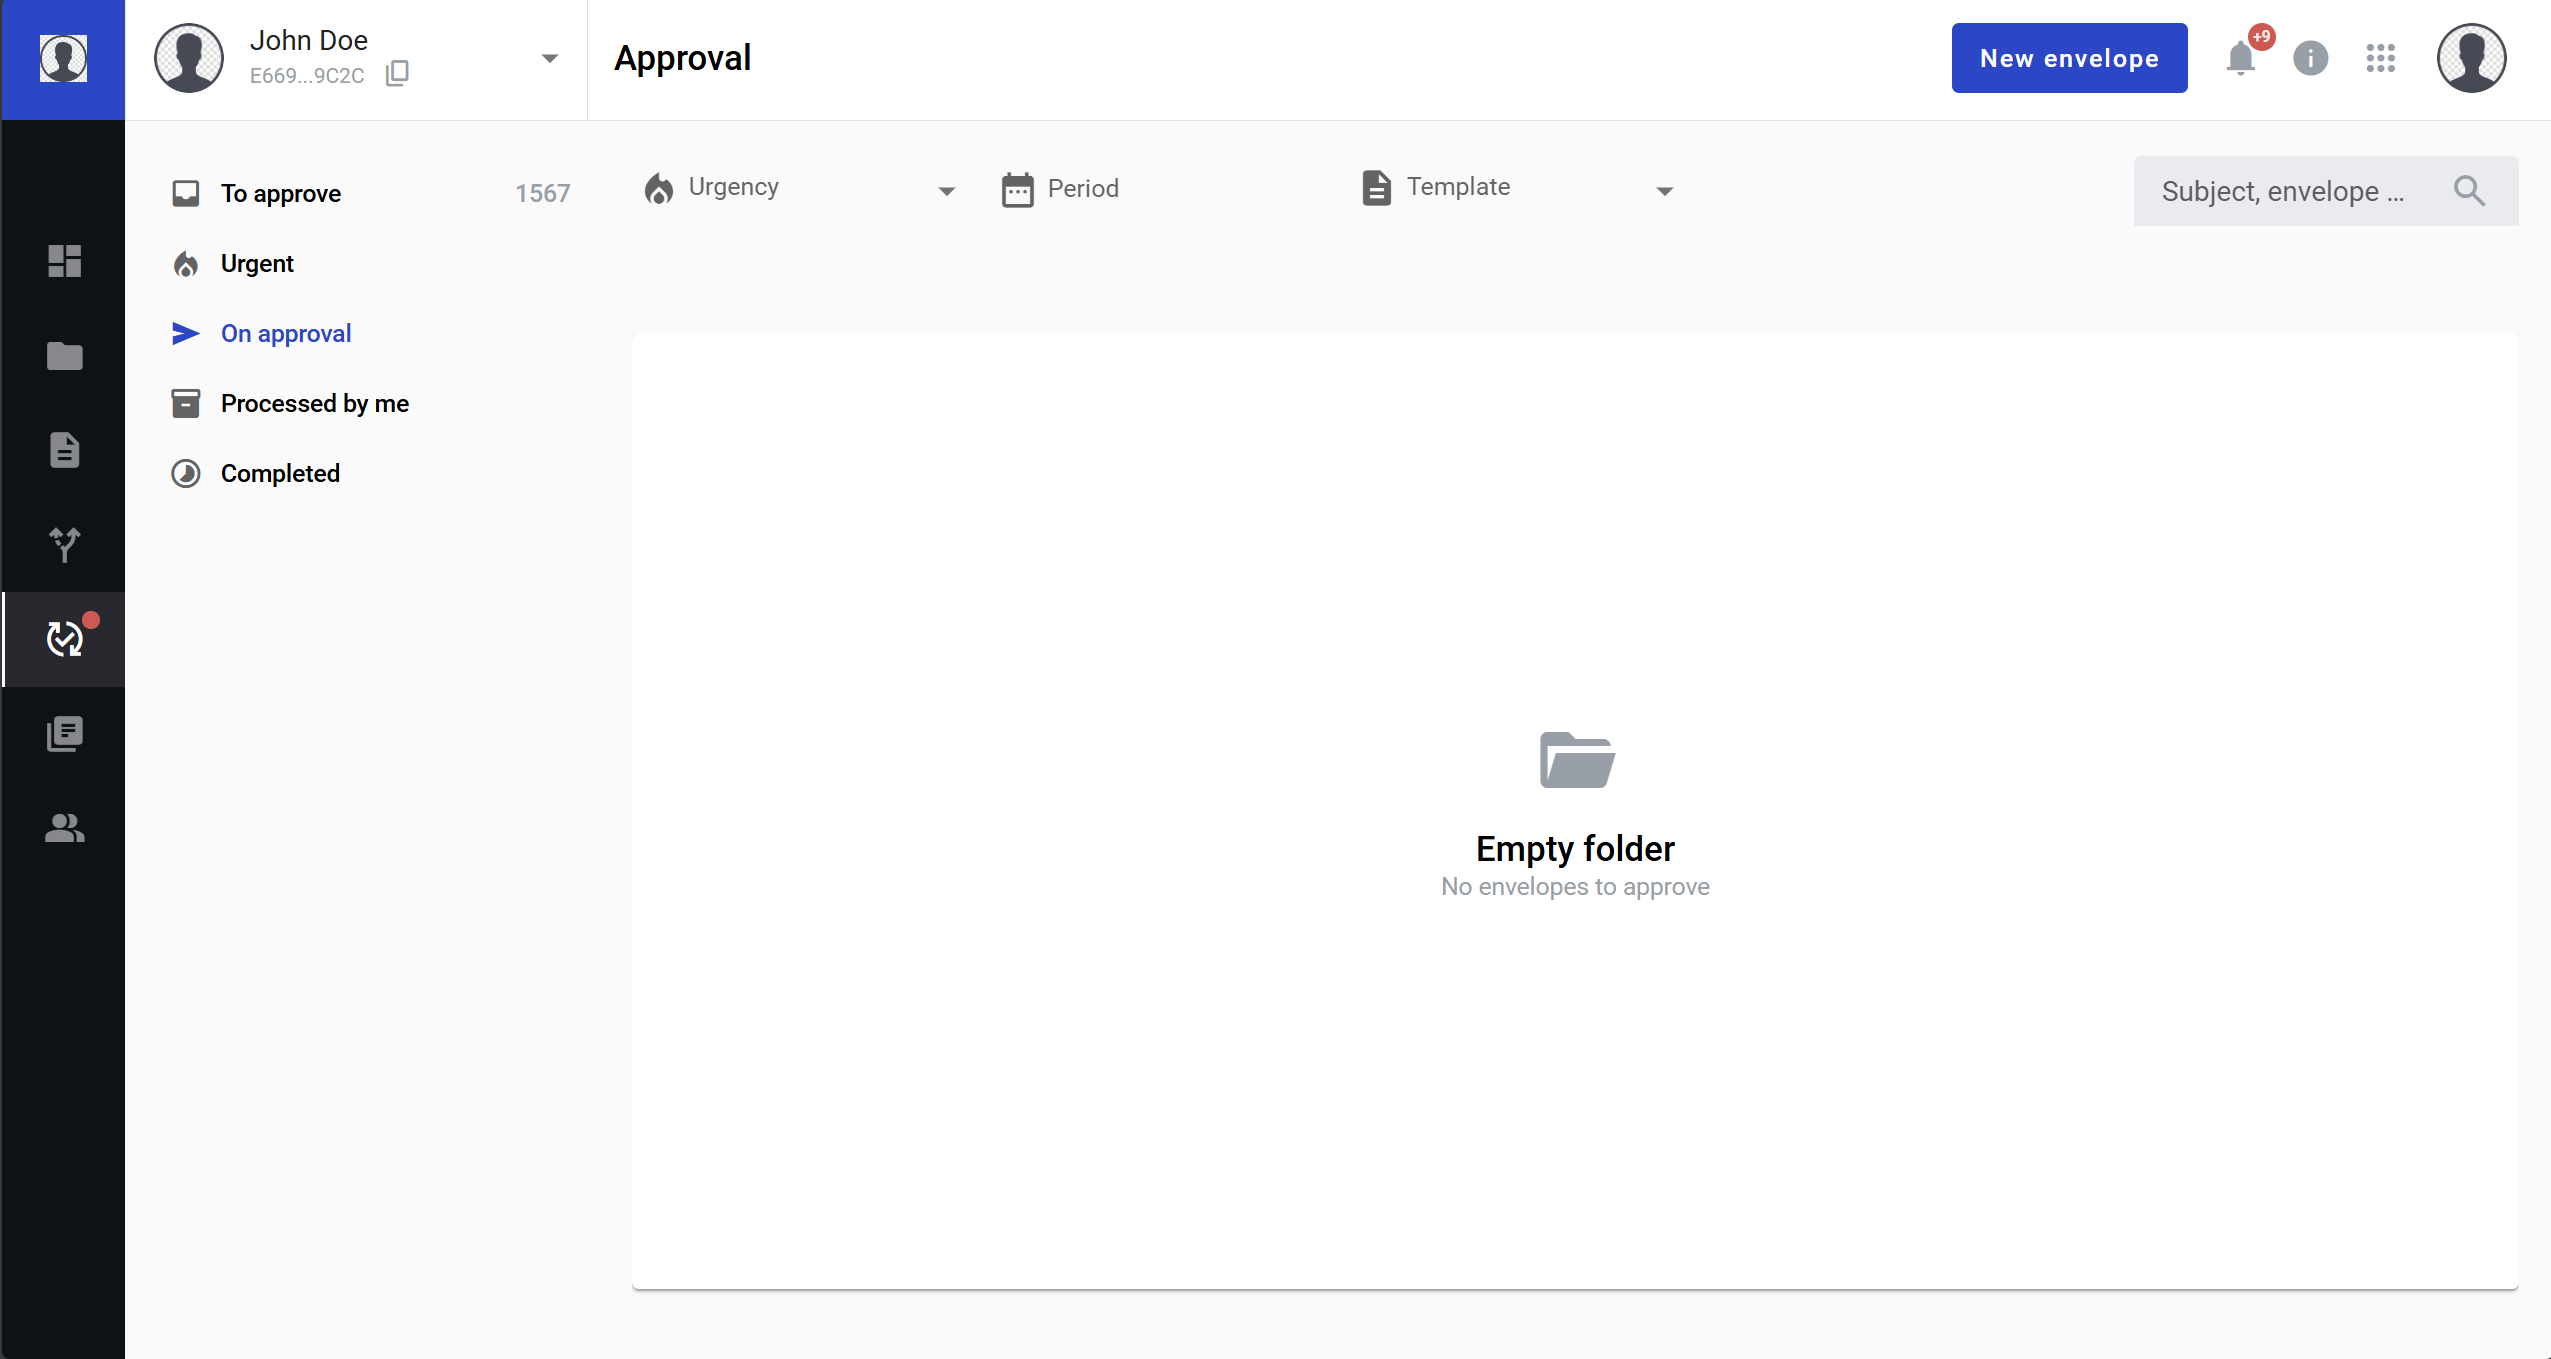 John Doe
E669...9C2C
Approval
New envelope
+9
To approve 1567
Urgent
On approval
Processed by me
Completed
Urgency
Period
Template
Subject, envelope ...
Empty folder
No envelopes to approve